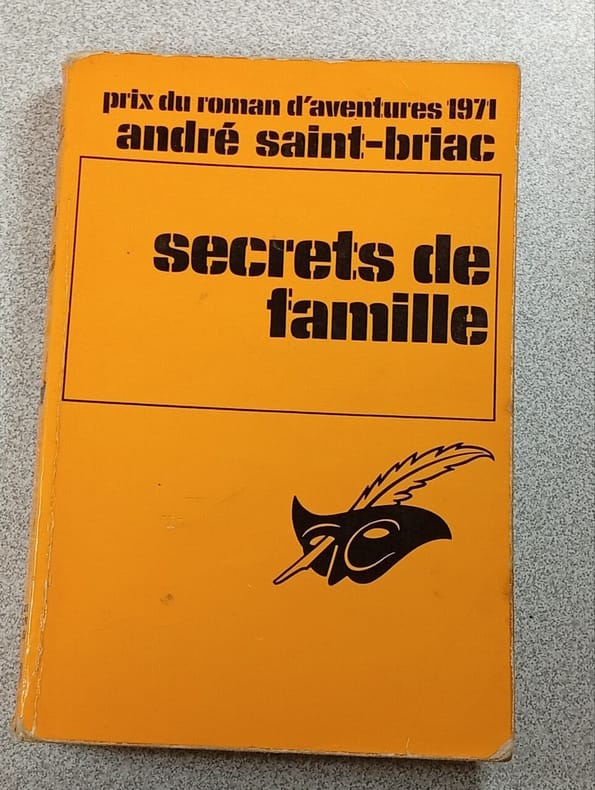 prix du roman d'aventures 1971
andré saint-briac
secrets de
famille